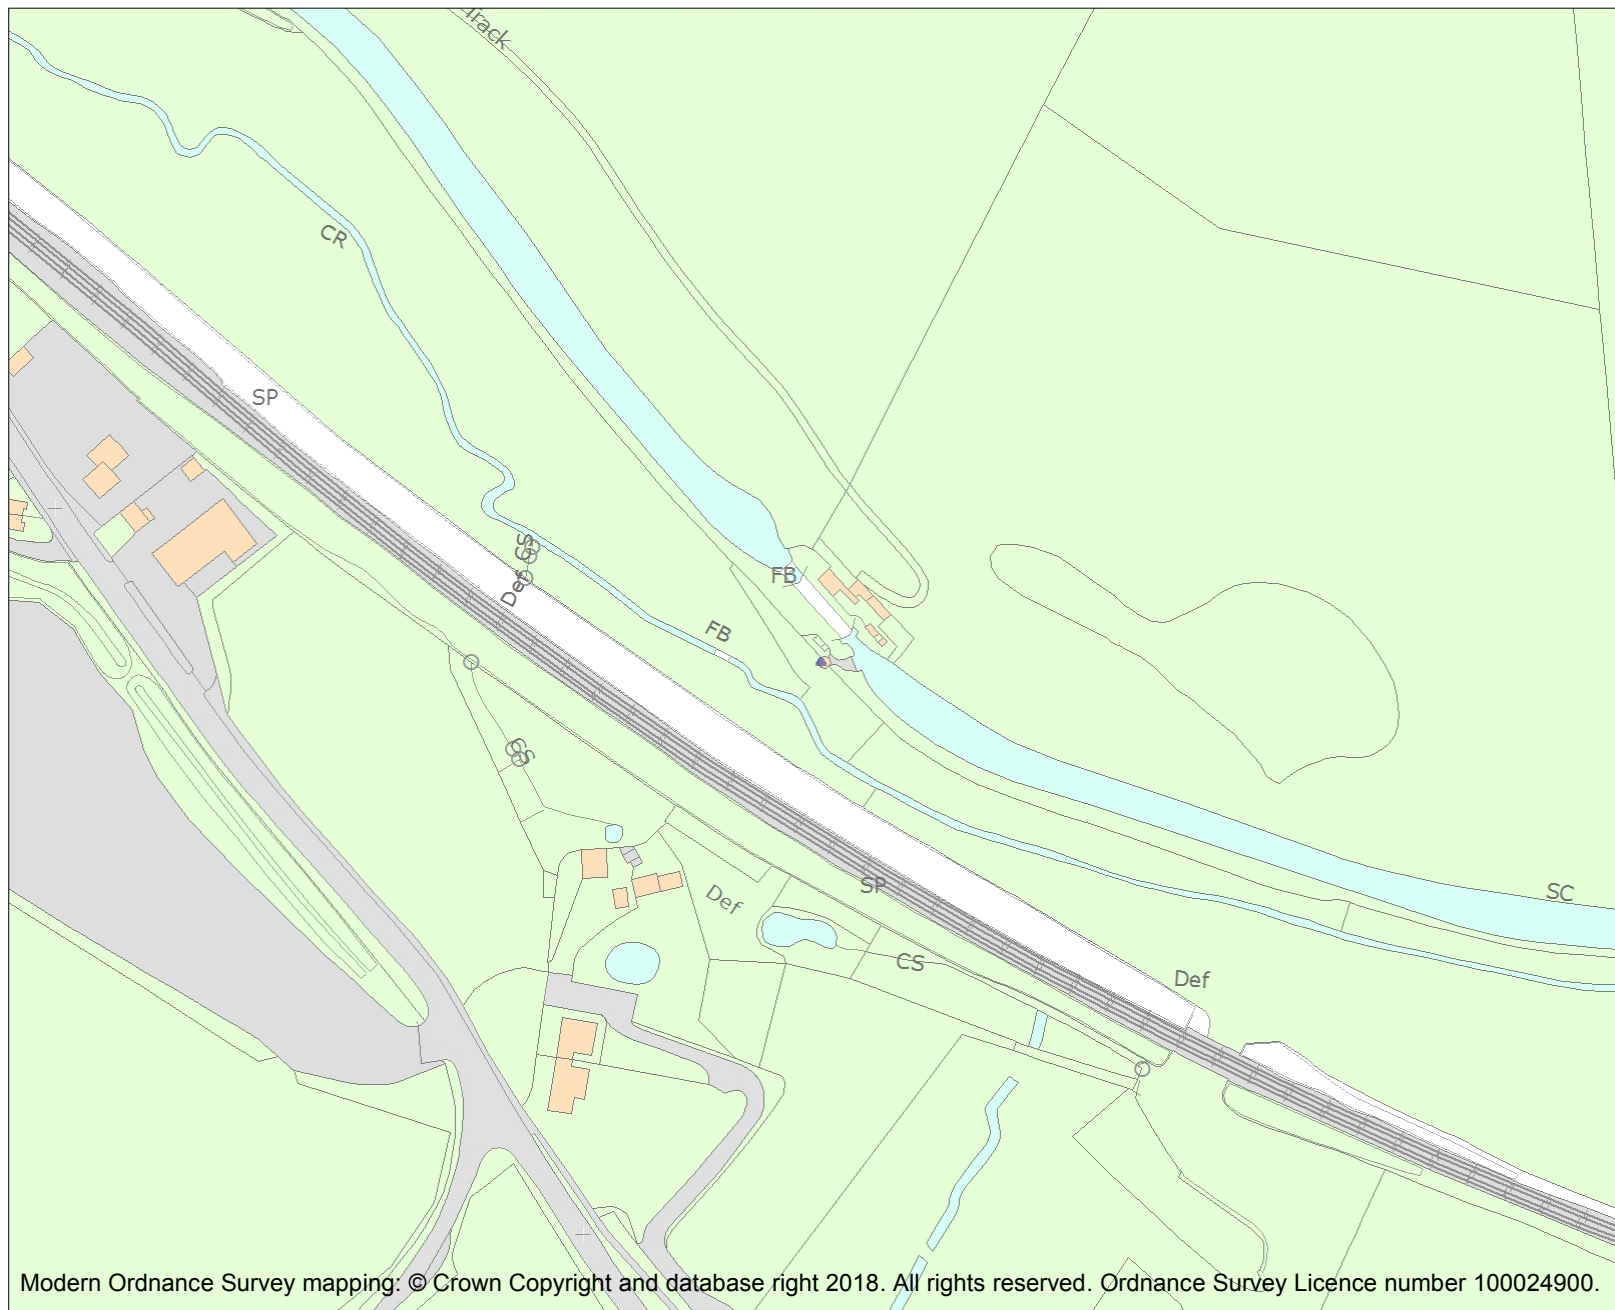 Track
CR
SP
Def
CS
FB
FB
CS
SP
Def
SC
CS
Def
Modern Ordnance Survey mapping: © Crown Copyright and database right 2018. All rights reserved. Ordnance Survey Licence number 100024900.